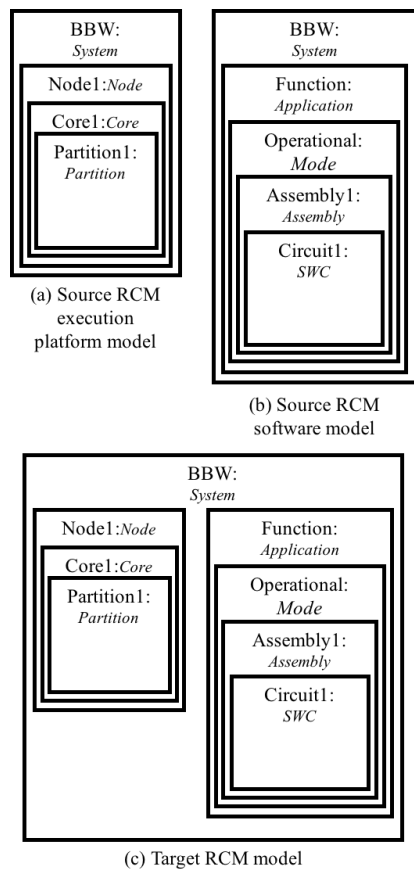 BBW:
System
Node1:Node
Core1:Core
Partition1:
Partition
(a) Source RCM
execution
platform model
BBW:
System
Function:
Application
Operational:
Mode
Assembly1:
Assembly
Circuit1:
SWC
(b) Source RCM
software model
BBW:
System
Node1:Node
Core1:Core
Partition1:
Partition
Function:
Application
Operational:
Mode
Assembly1:
Assembly
Circuit1:
SWC
(c) Target RCM model